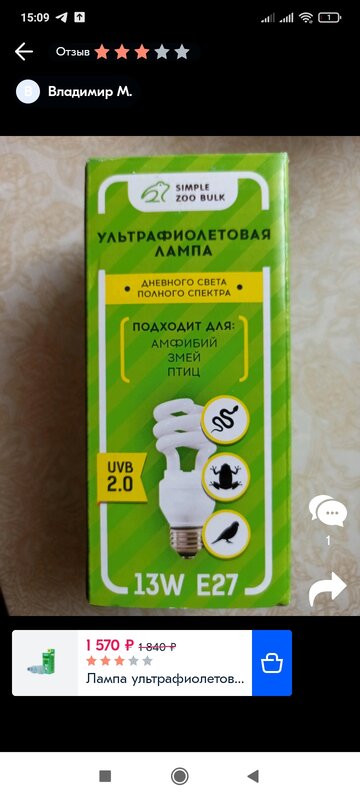 15:09
1
Отзыв
В
Владимир М.
SIMPLE
ZOO BULK
УЛЬТРАФИОЛЕТОВАЯ
ЛАМПА
ДНЕВНОГО СВЕТА
ПОЛНОГО СПЕКТРА
ПОДХОДИТ ДЛЯ:
АМФИБИЙ
ЗМЕЙ
ПТИЦ
UVB
2.0
13W E27
1
1 570 ₽ 1 840 ₽
Лампа ультрафиолетов...